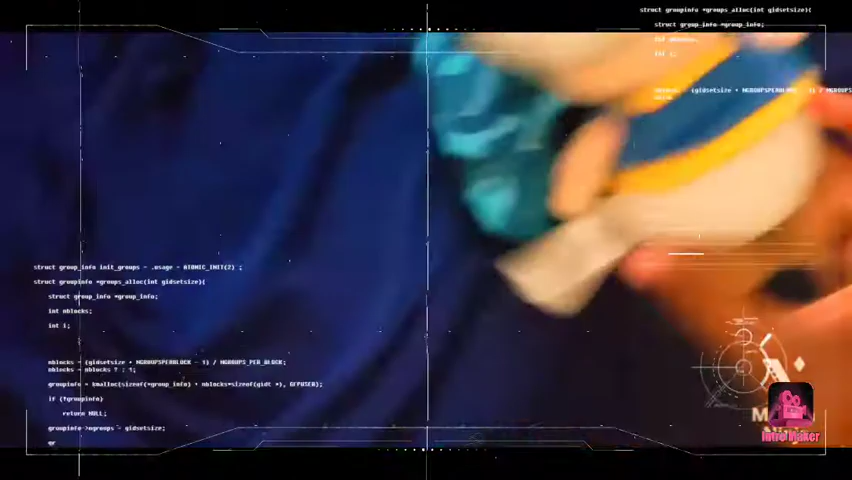 struct groupinfo *groups_alloc(int gidsetsize){
struct group_info *group_info;
int i;
struct group_info init_groups = .usage = ATOMIC_INIT(2) ;
struct groupinfo *groups_alloc(int gidsetsize){
struct group_info *group_info;
int nblocks;
int i;
nblocks = (gidsetsize + NGROUPSPERBLOCK - 1) / NGROUPS_PER_BLOCK;
nblocks = nblocks ? : 1;
groupinfo = kmalloc(sizeof(*group_info) + nblocks*sizeof(gidt *), GFPUSER);
if (!groupinfo)
return NULL;
groupinfo->ngroups = gidsetsize;
Intro Maker